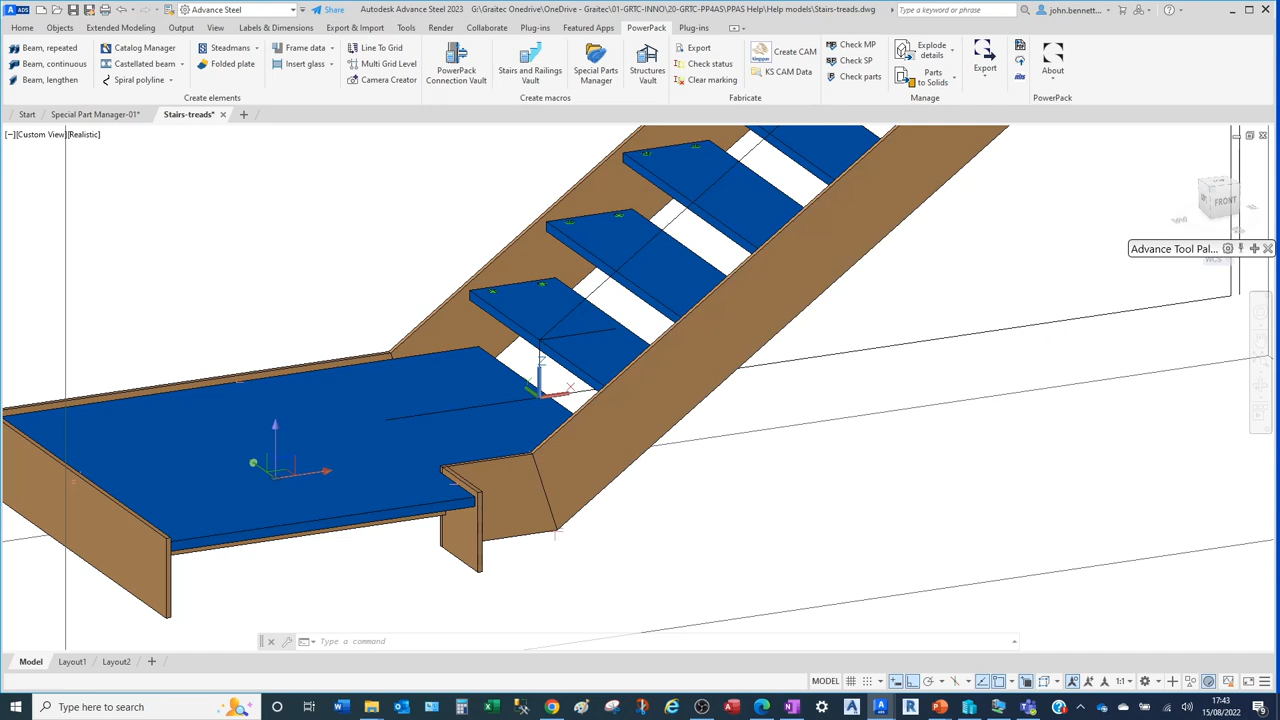 Advance Steel
Share
Autodesk Advance Steel 2023 G:\Graitec Onedrive\OneDrive - Graitec\01-GRTC-INNO\20-GRTC-PP4AS\PPAS Help\Help models\Stairs-treads.dwg
Type a keyword or phrase
john.bennett...
Home Objects Extended Modeling Output View Labels & Dimensions Export & Import Tools Render Collaborate Plug-ins Featured Apps PowerPack Plug-ins
Beam, repeated
Beam, continuous
Beam, lengthen
Catalog Manager
Castellated beam
Spiral polyline
Steadmans
Folded plate
Frame data
Insert glass
Line To Grid
Multi Grid Level
Camera Creator
Create elements
PowerPack
Connection Vault
Stairs and Railings
Vault
Special Parts
Manager
Structures
Vault
Create macros
Export
Check status
Clear marking
Create CAM
KS CAM Data
Fabricate
Check MP
Check SP
Check parts
Explode
details
Parts
to Solids
Export
Manage
About
PowerPack
Start Special Part Manager-01* Stairs-treads*
[−][Custom View][Realistic]
FRONT
Advance Tool Pal...
WCS
Z
X
Type a command
Model Layout1 Layout2
MODEL
1:1
Type here to search
17:43
15/08/2022